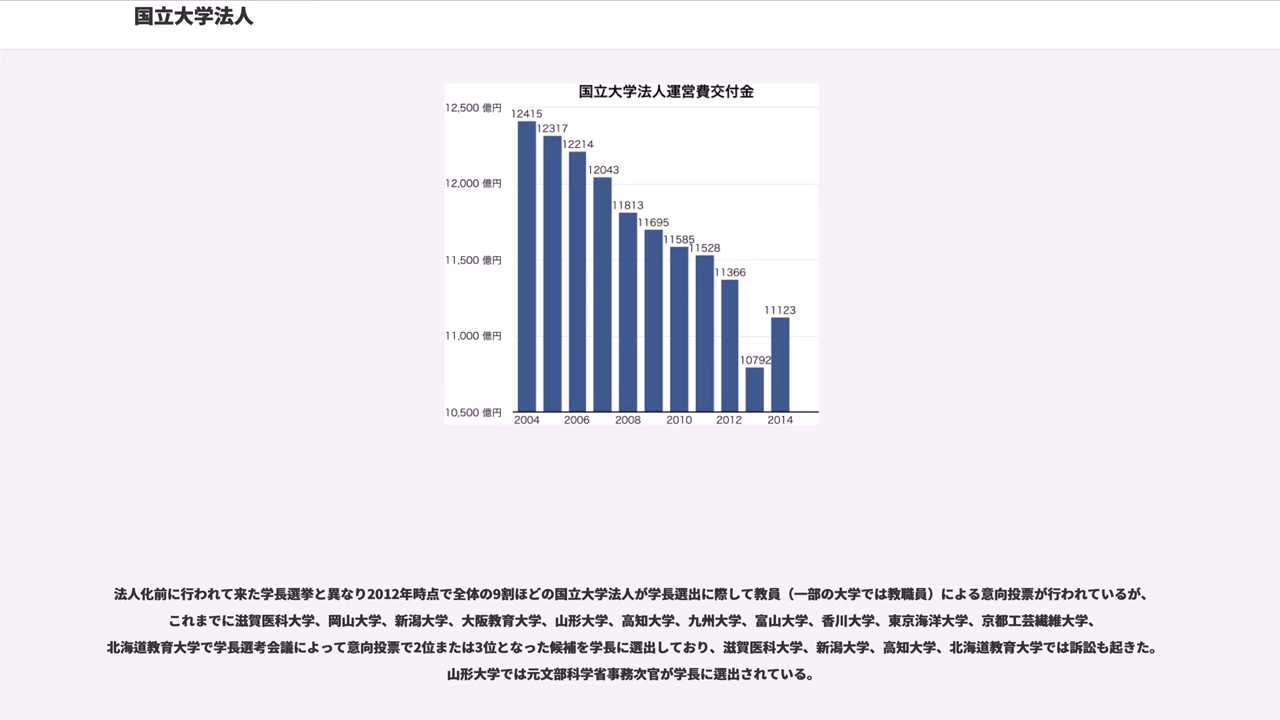 国立大学法人
国立大学法人運営費交付金
12,500 億円
12,000 億円
11,500 億円
11,000 億円
10,500 億円
12415
12317
12214
12043
11813
11695
11585
11528
11366
10792
11123
2004
2006
2008
2010
2012
2014
法人化前に行われて来た学長選挙と異なり2012年時点で全体の9割ほどの国立大学法人が学長選出に際して教員（一部の大学では教職員）による意向投票が行われているが、
これまでに滋賀医科大学、岡山大学、新潟大学、大阪教育大学、山形大学、高知大学、九州大学、富山大学、香川大学、東京海洋大学、京都工芸繊維大学、
北海道教育大学で学長選考会議によって意向投票で2位または3位となった候補を学長に選出しており、滋賀医科大学、新潟大学、高知大学、北海道教育大学では訴訟も起きた。
山形大学では元文部科学省事務次官が学長に選出されている。